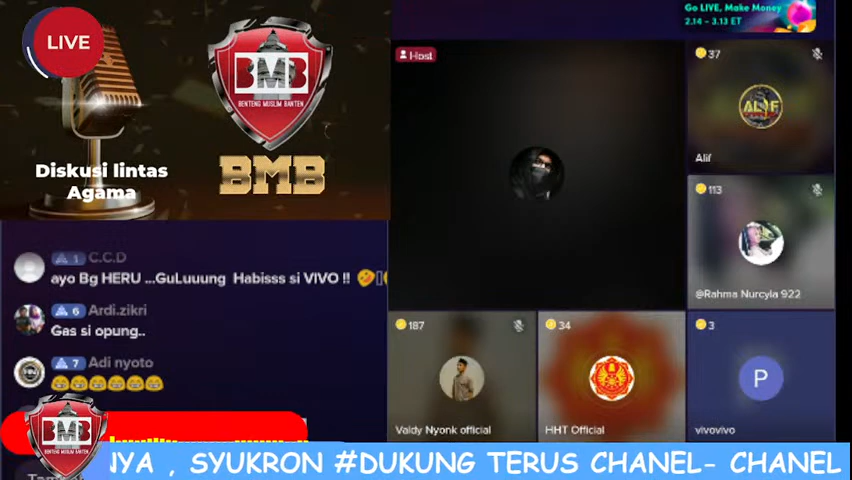 LIVE
BMB
BENTENG MUSLIM BANTEN
BMB
Diskusi lintas
Agama
Go LIVE, Make Money
2.14 - 3.13 ET
Host
37
ALIF
Alif
113
@Rahma Nurcyla 922
187
Valdy Nyonk official
34
HHT Official
3
P
vivovivo
1 C.C.D
ayo Bg HERU ...GuLuuung Habisss si VIVO !! 🤣
6 Ardi.zikri
Gas si opung..
7 Adi nyoto
😂😂😂😂😂😂
BMB
NYA , SYUKRON #DUKUNG TERUS CHANEL- CHANEL